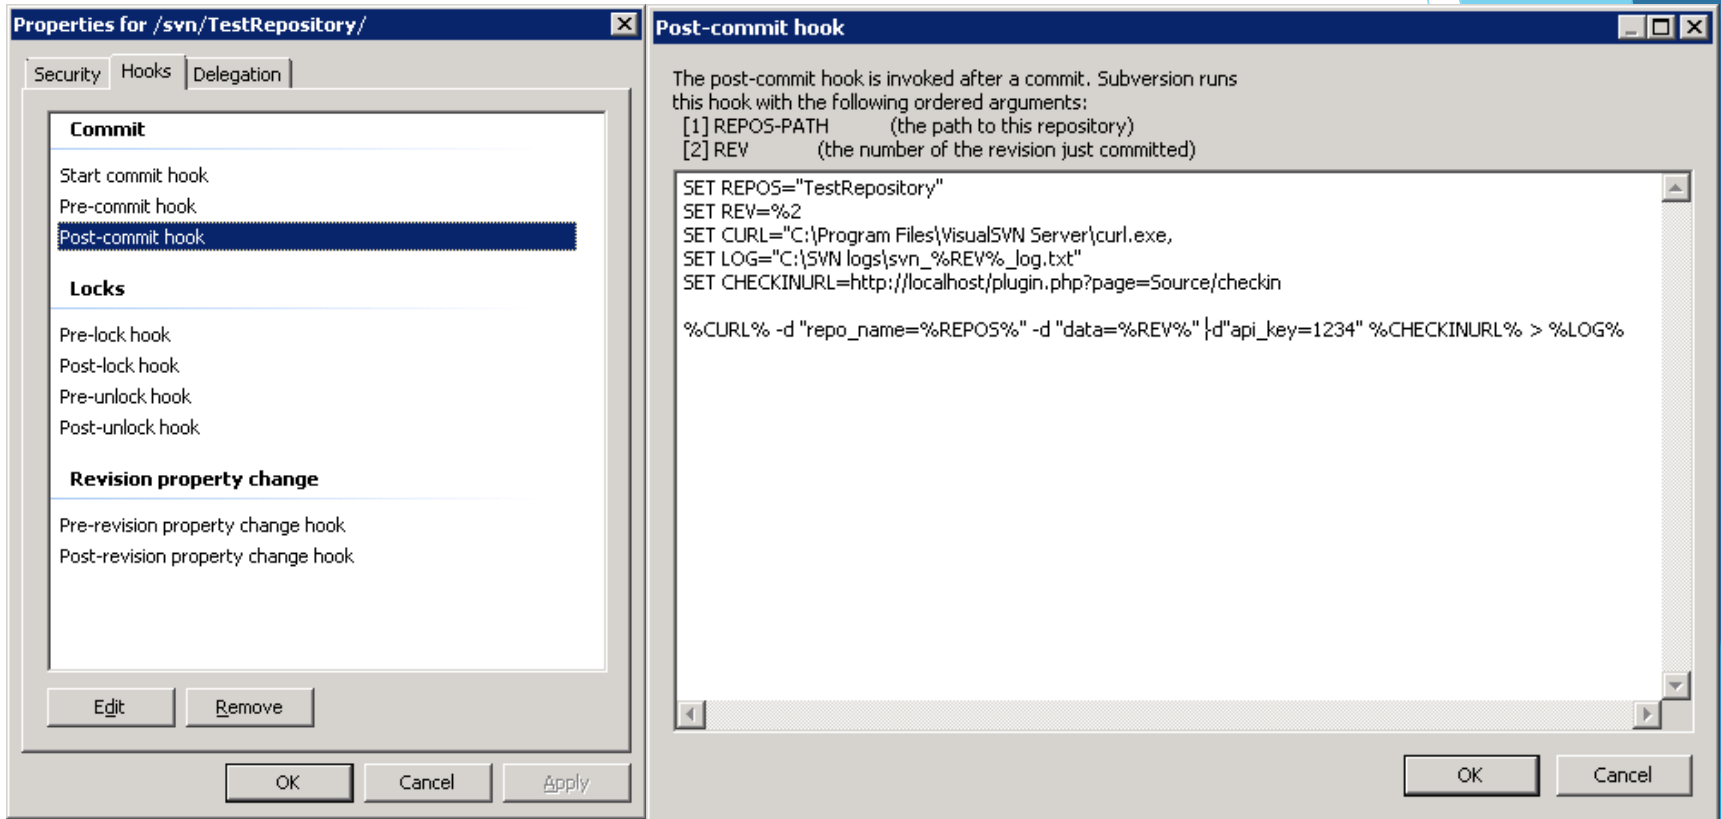 Properties for /svn/TestRepository/
Security Hooks Delegation
Commit
Start commit hook
Pre-commit hook
Post-commit hook
Locks
Pre-lock hook
Post-lock hook
Pre-unlock hook
Post-unlock hook
Revision property change
Pre-revision property change hook
Post-revision property change hook
Edit Remove
OK Cancel Apply
Post-commit hook
The post-commit hook is invoked after a commit. Subversion runs
this hook with the following ordered arguments:
[1] REPOS-PATH (the path to this repository)
[2] REV (the number of the revision just committed)
SET REPOS="TestRepository"
SET REV=%2
SET CURL="C:\Program Files\VisualSVN Server\curl.exe,
SET LOG="C:\SVN logs\svn_%REV%_log.txt"
SET CHECKINURL=http://localhost/plugin.php?page=Source/checkin
%CURL% -d "repo_name=%REPOS%" -d "data=%REV%" -d"api_key=1234" %CHECKINURL% > %LOG%
OK Cancel